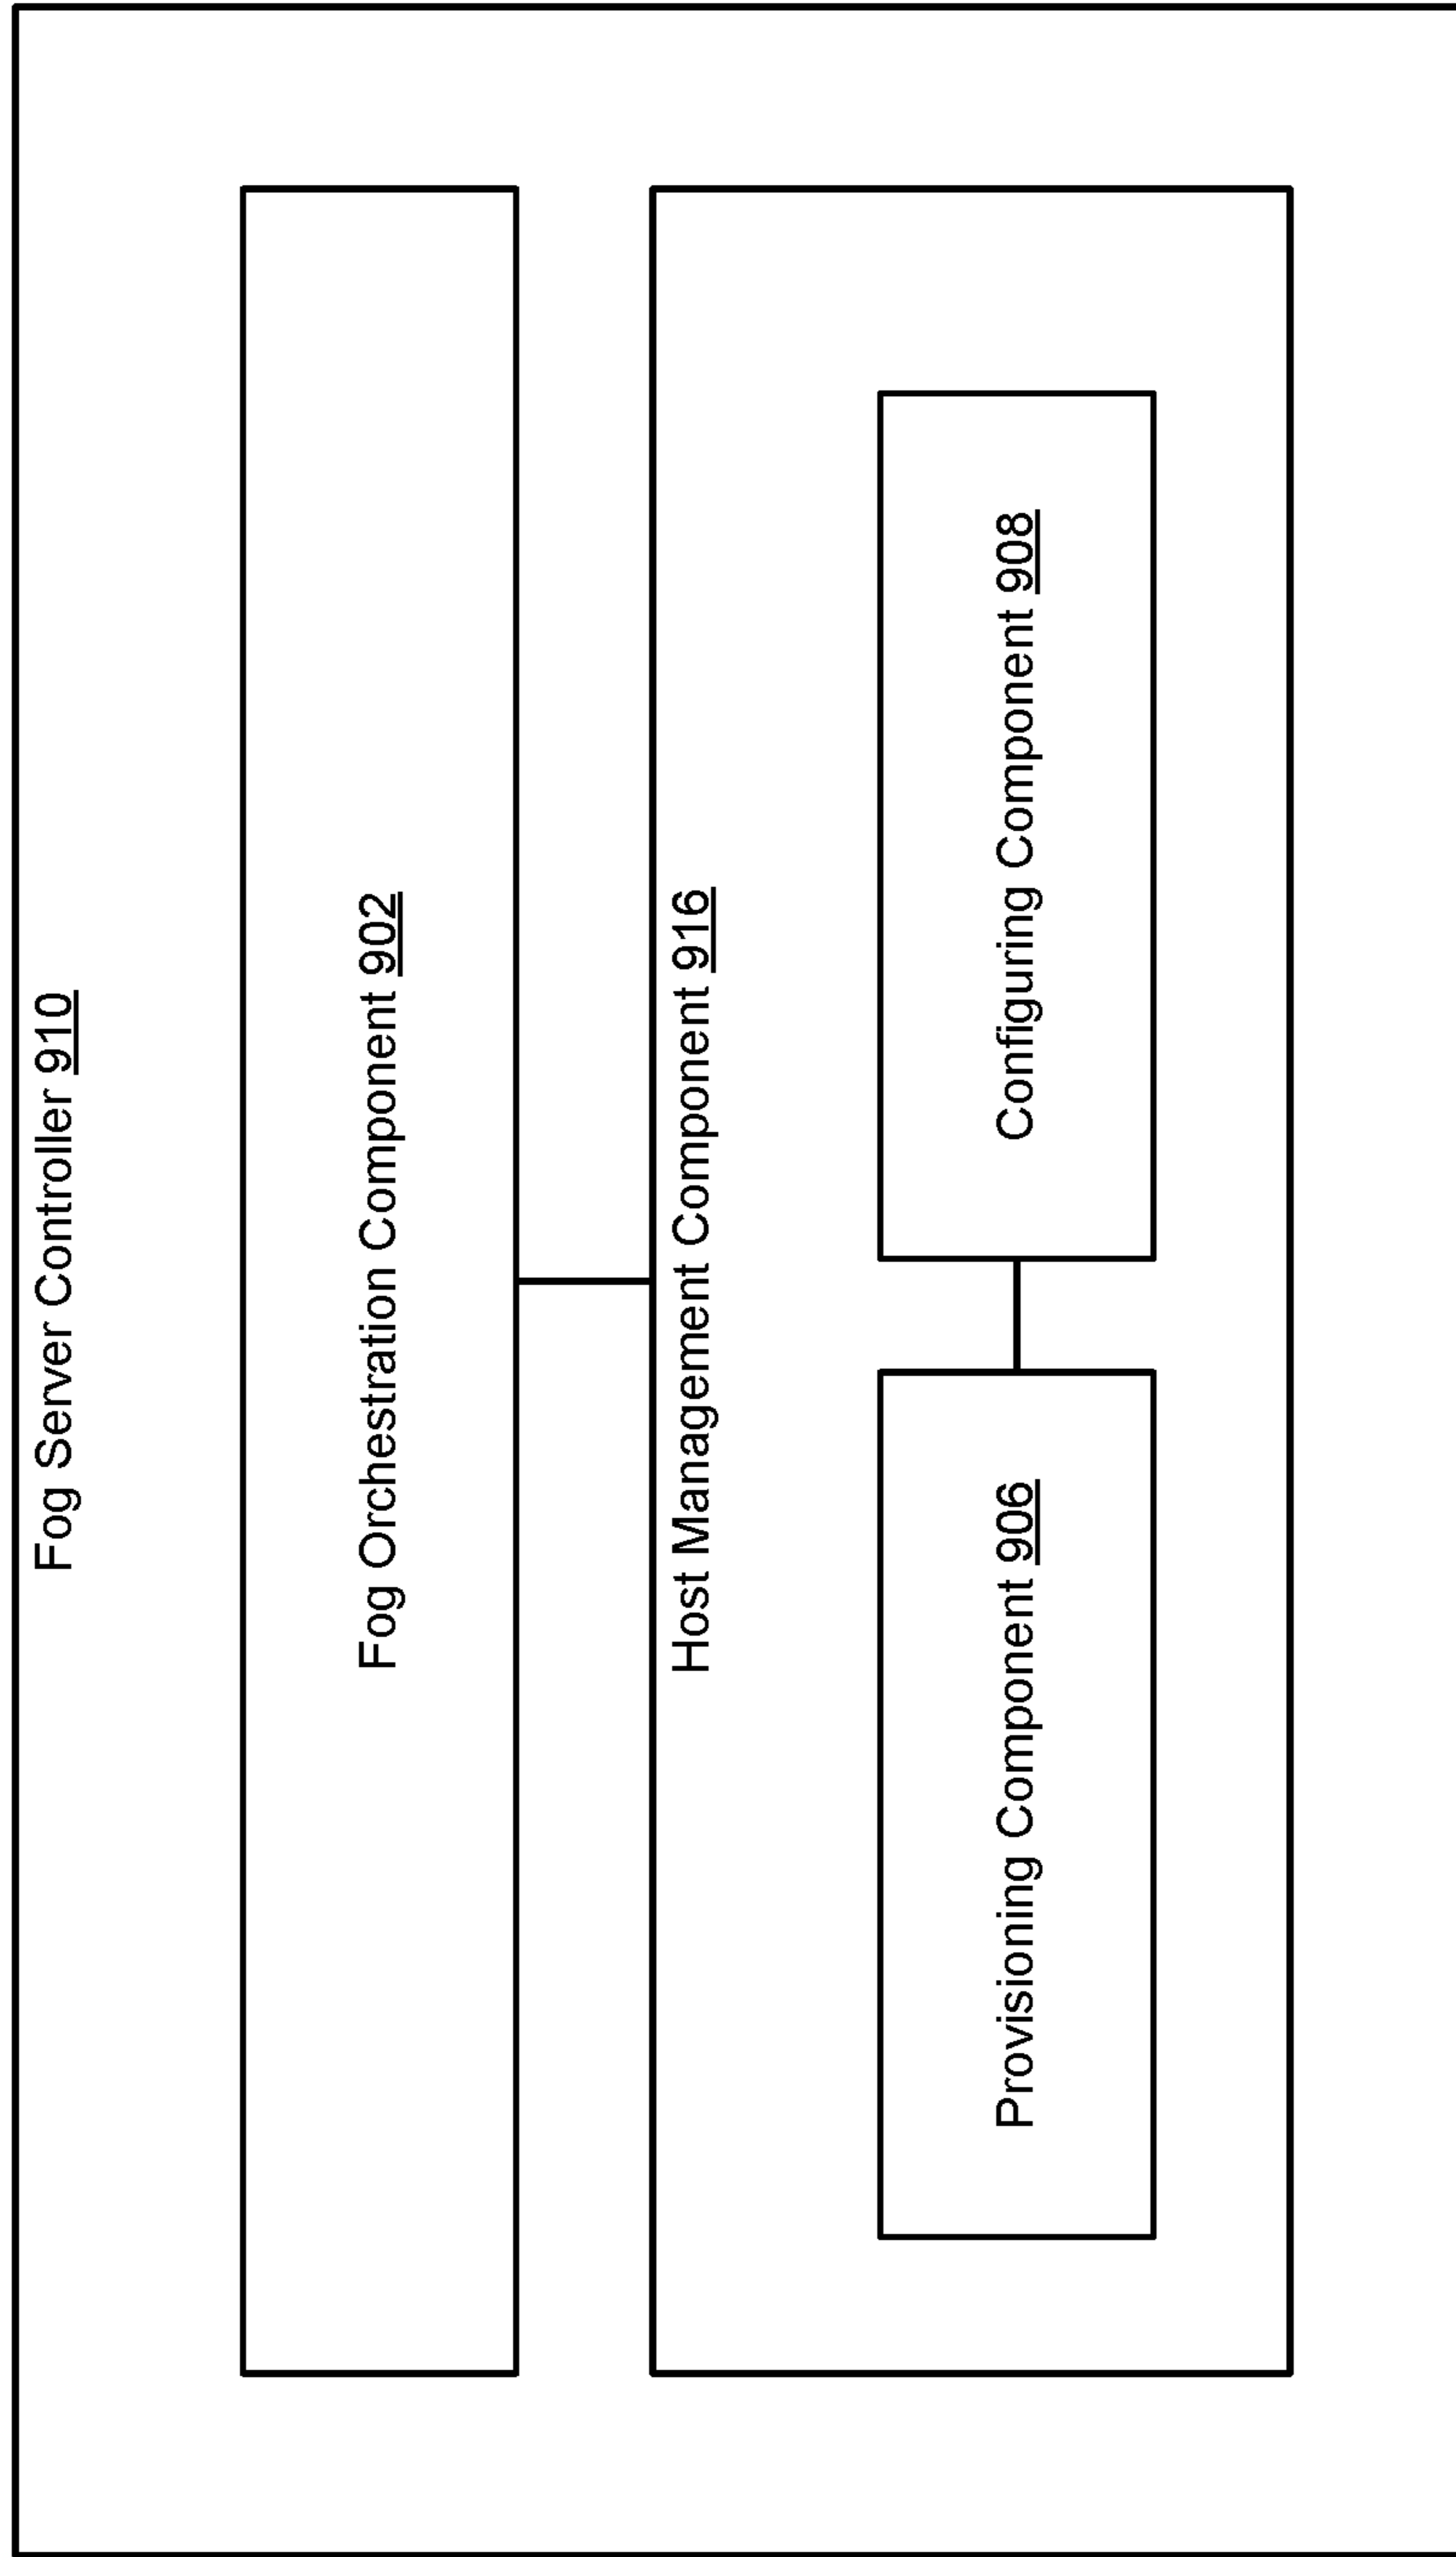 Fog Server Controller 910
Fog Orchestration Component 902
Host Management Component 916
Provisioning Component 906
Configuring Component 908